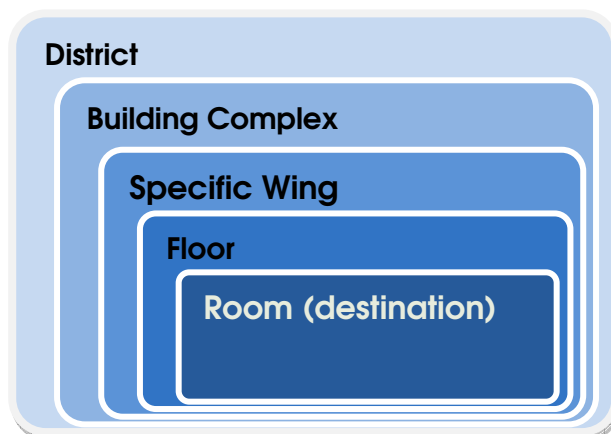 District
Building Complex
Specific Wing
Floor
Room (destination)